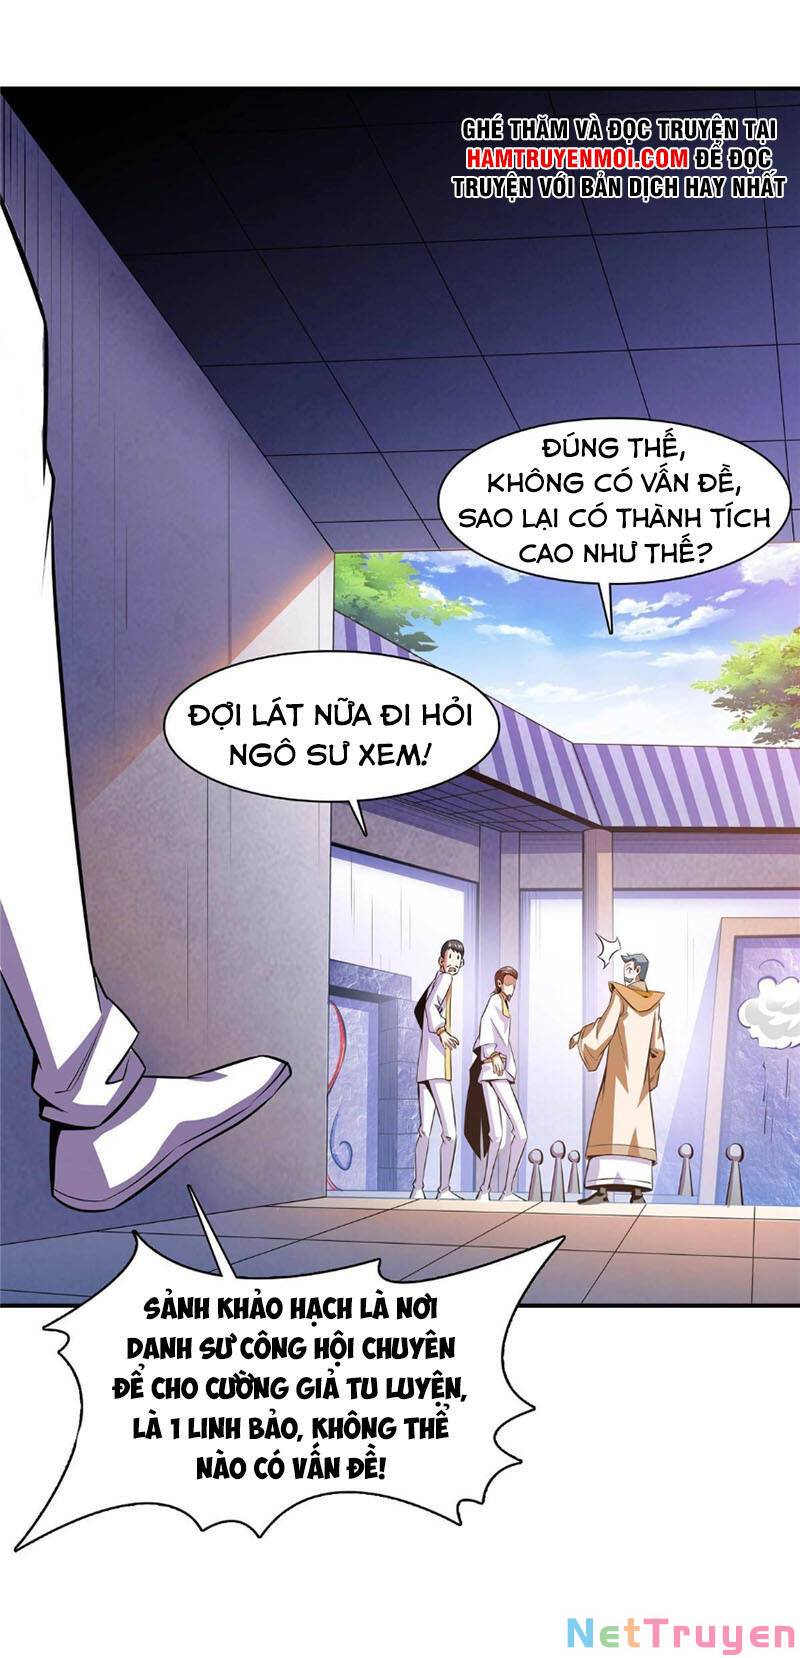 GHÉ THĂM VÀ ĐỌC TRUYỆN TẠI
HAMTRUYENMOI.COM ĐỂ ĐỌC
TRUYỆN VỚI BẢN DỊCH HAY NHẤT
ĐÚNG THẾ,
KHÔNG CÓ VẤN ĐỀ,
SAO LẠI CÓ THÀNH TÍCH
CAO NHƯ THẾ?
ĐỢI LÁT NỮA ĐI HỎI
NGÔ SƯ XEM!
SẢNH KHẢO HẠCH LÀ NƠI
DANH SƯ CÔNG HỘI CHUYÊN
ĐỂ CHO CƯỜNG GIẢ TU LUYỆN,
LÀ 1 LINH BẢO, KHÔNG THỂ
NÀO CÓ VẤN ĐỀ!
NetTruyen